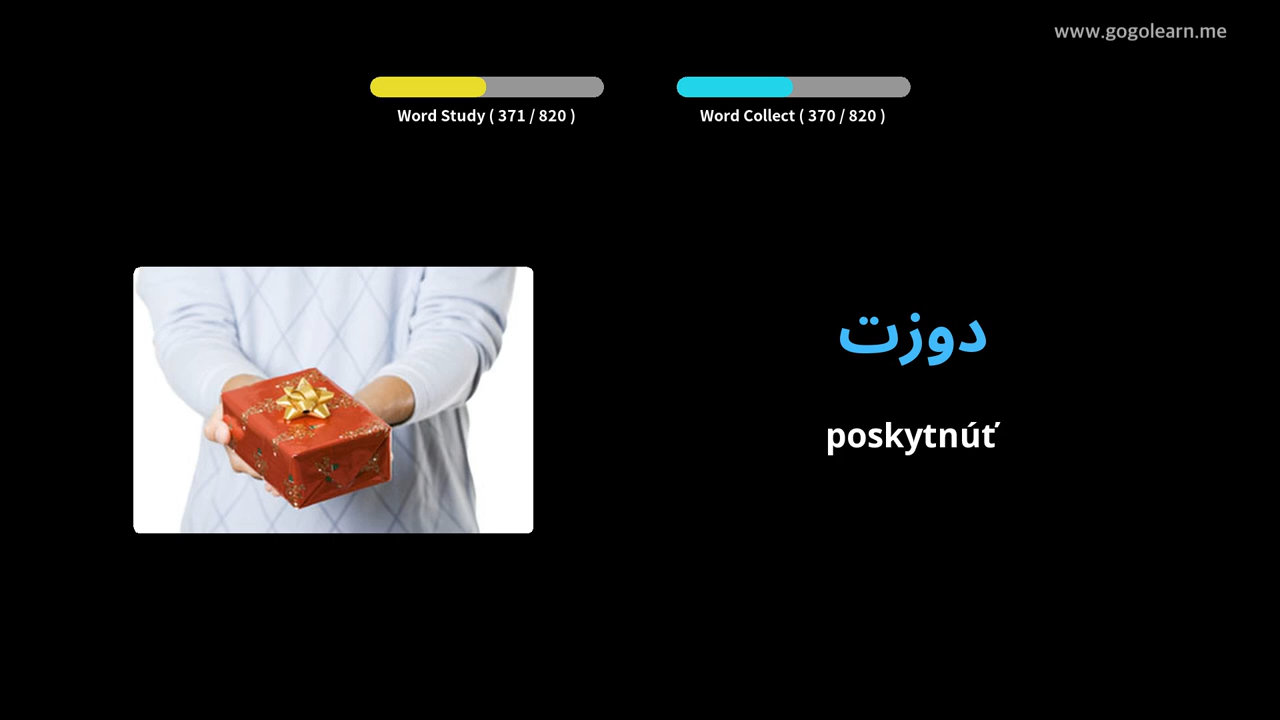 www.gogolearn.me
Word Study ( 371 / 820 )
Word Collect ( 370 / 820 )
دوزت
poskytnúť